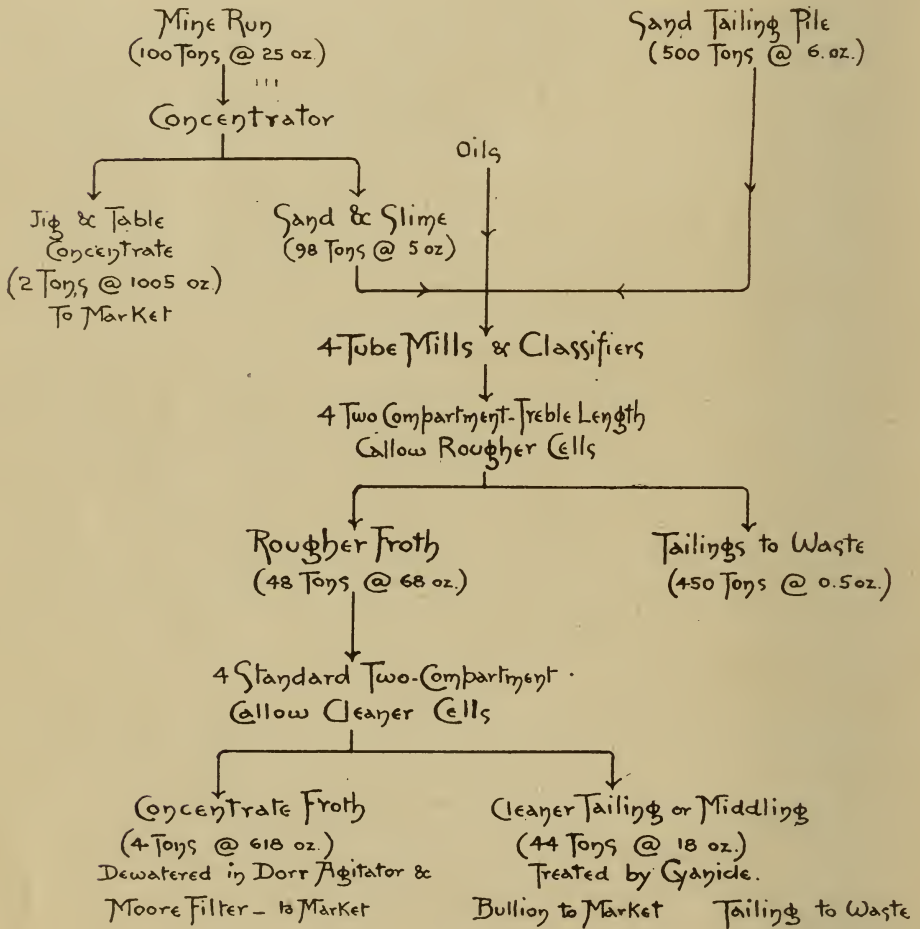 Mine Run
(100 Tons @ 25 oz.)
Sand Tailing Pile
(500 Tons @ 6. oz.)
Concentrator
Oils
Jig & Table
Concentrate
(2 Tons @ 1005 oz.)
To Market
Sand & Slime
(98 Tons @ 5 oz)
4 Tube Mills & Classifiers
4 Two Compartment-Treble Length
Callow Rougher Cells
Rougher Froth
(48 Tons @ 68 oz.)
Tailings to Waste
(450 Tons @ 0.5 oz.)
4 Standard Two-Compartment
Callow Cleaner Cells
Concentrate Froth
(4 Tons @ 618 oz.)
Dewatered in Dorr Agitator &
Moore Filter - to Market
Cleaner Tailing or Middling
(44 Tons @ 18 oz.)
Treated by Cyanide.
Bullion to Market
Tailing to Waste